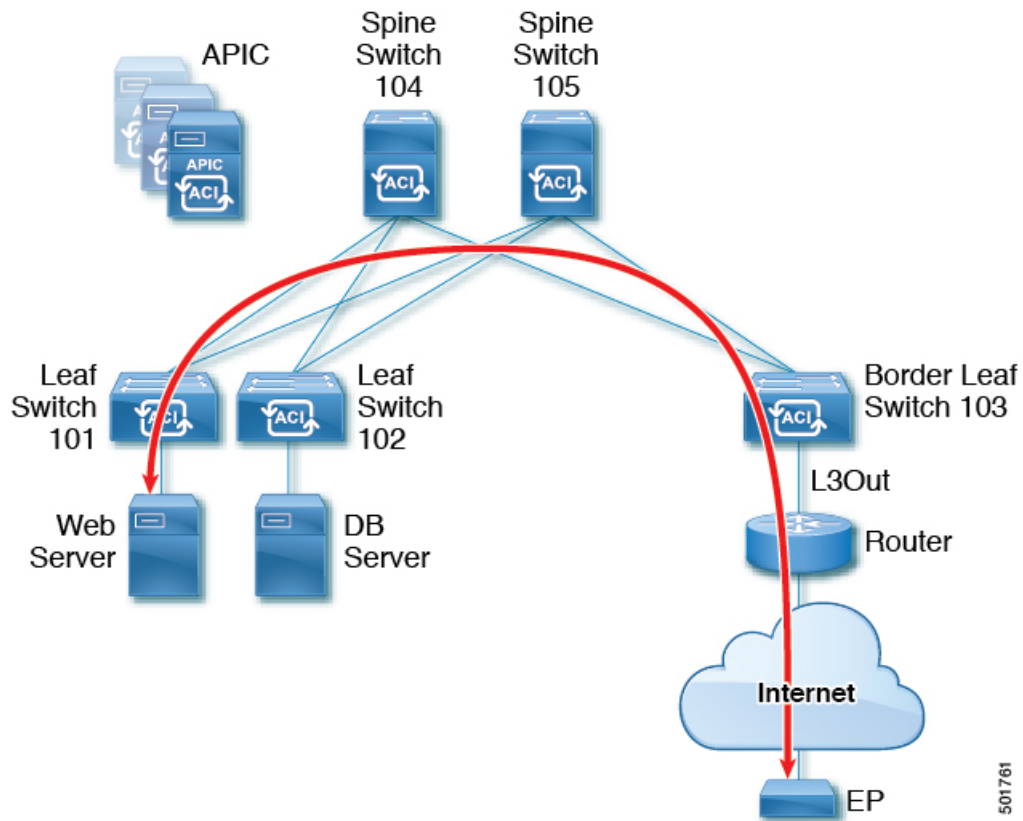 APIC
Spine
Switch
104
Spine
Switch
105
APIC
ACI
ACI
ACI
Leaf
Switch
101
ACI
Leaf
Switch
102
ACI
Border Leaf
Switch 103
ACI
L3Out
Web
Server
DB
Server
Router
Internet
EP
501761